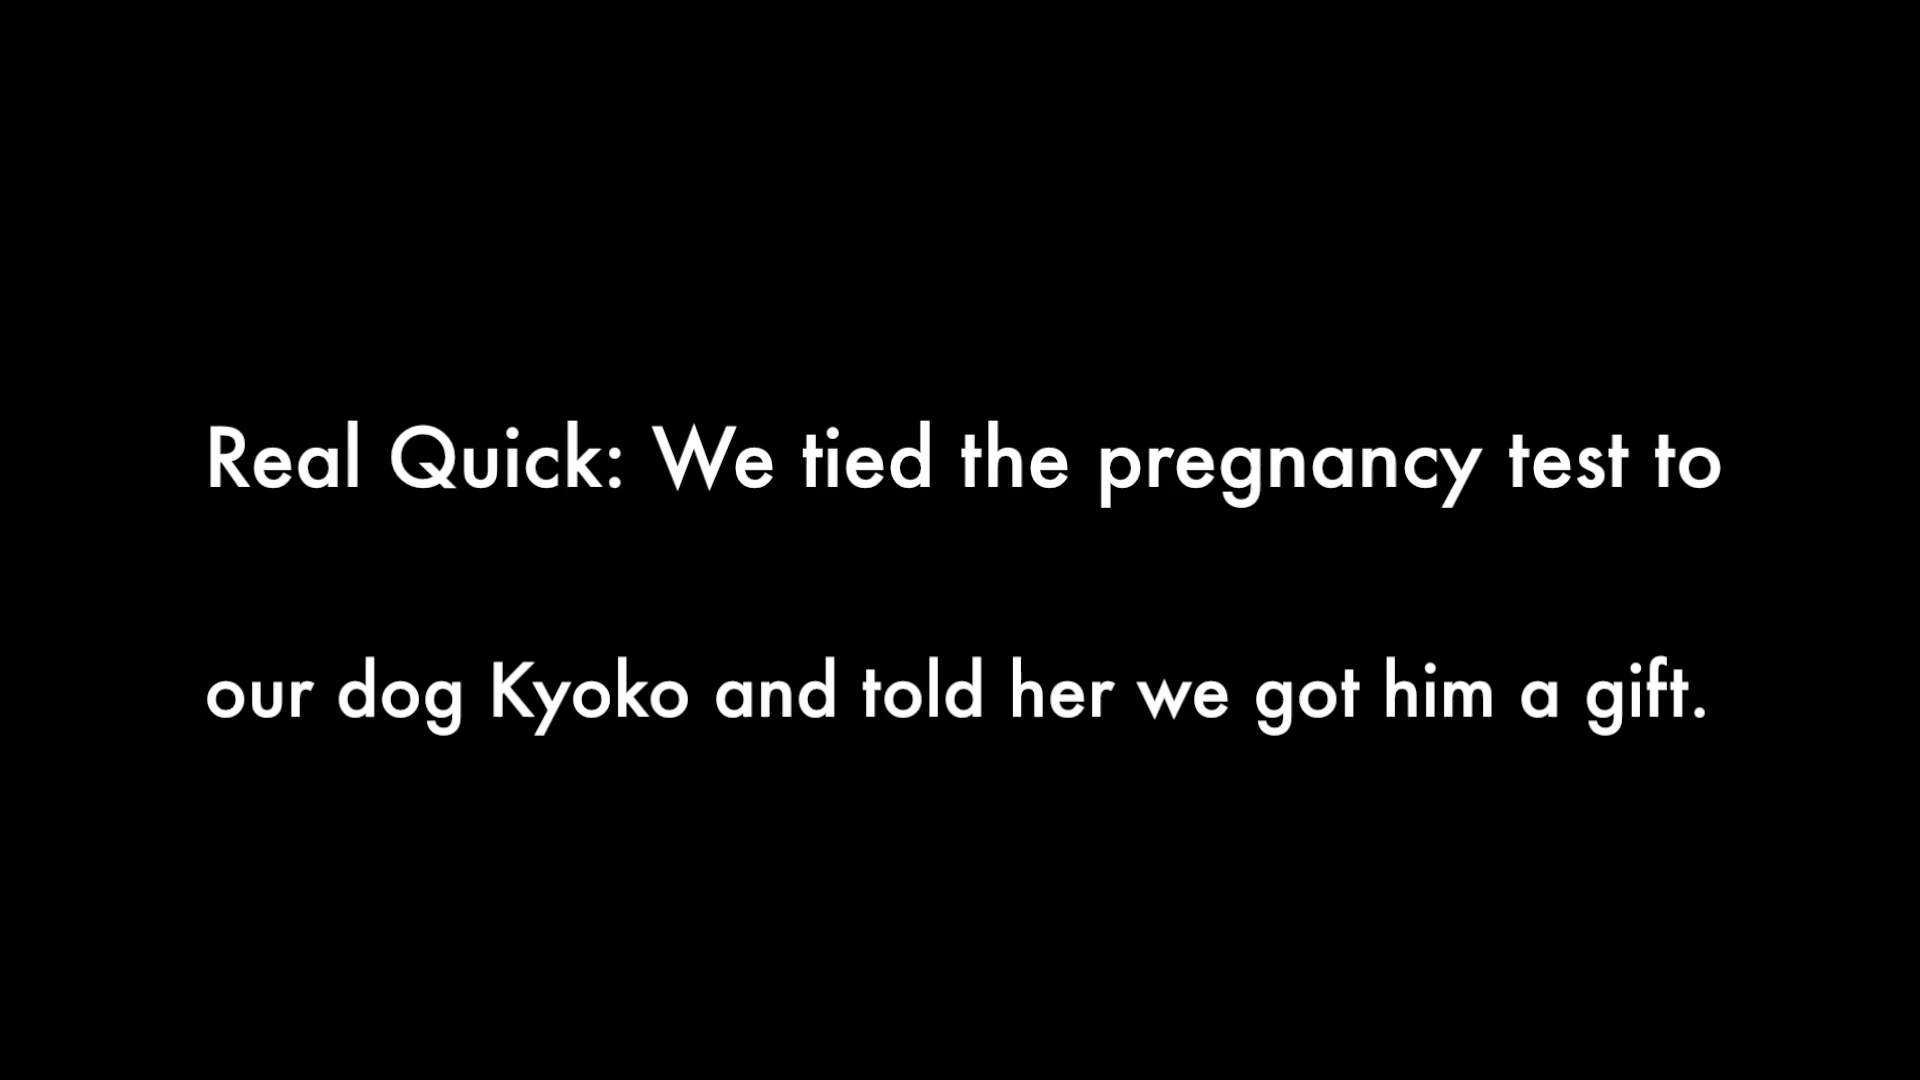 Real Quick: We tied the pregnancy test to
our dog Kyoko and told her we got him a gift.